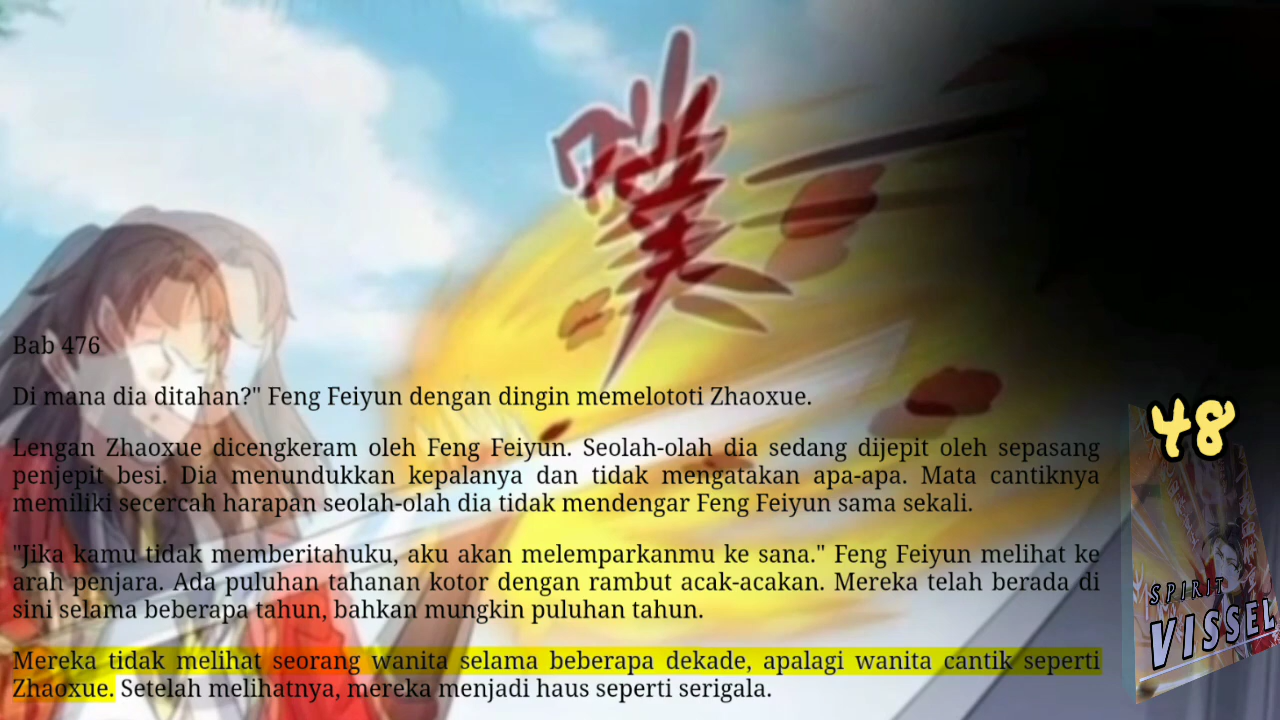 噗
Bab 476
Di mana dia ditahan?" Feng Feiyun dengan dingin memelototi Zhaoxue.
Lengan Zhaoxue dicengkeram oleh Feng Feiyun. Seolah-olah dia sedang dijepit oleh sepasang
penjepit besi. Dia menundukkan kepalanya dan tidak mengatakan apa-apa. Mata cantiknya
memiliki secercah harapan seolah-olah dia tidak mendengar Feng Feiyun sama sekali.
"Jika kamu tidak memberitahuku, aku akan melemparkanmu ke sana." Feng Feiyun melihat ke
arah penjara. Ada puluhan tahanan kotor dengan rambut acak-acakan. Mereka telah berada di
sini selama beberapa tahun, bahkan mungkin puluhan tahun.
Mereka tidak melihat seorang wanita selama beberapa dekade, apalagi wanita cantik seperti
Zhaoxue. Setelah melihatnya, mereka menjadi haus seperti serigala.
48
SPIRIT
VISSEL